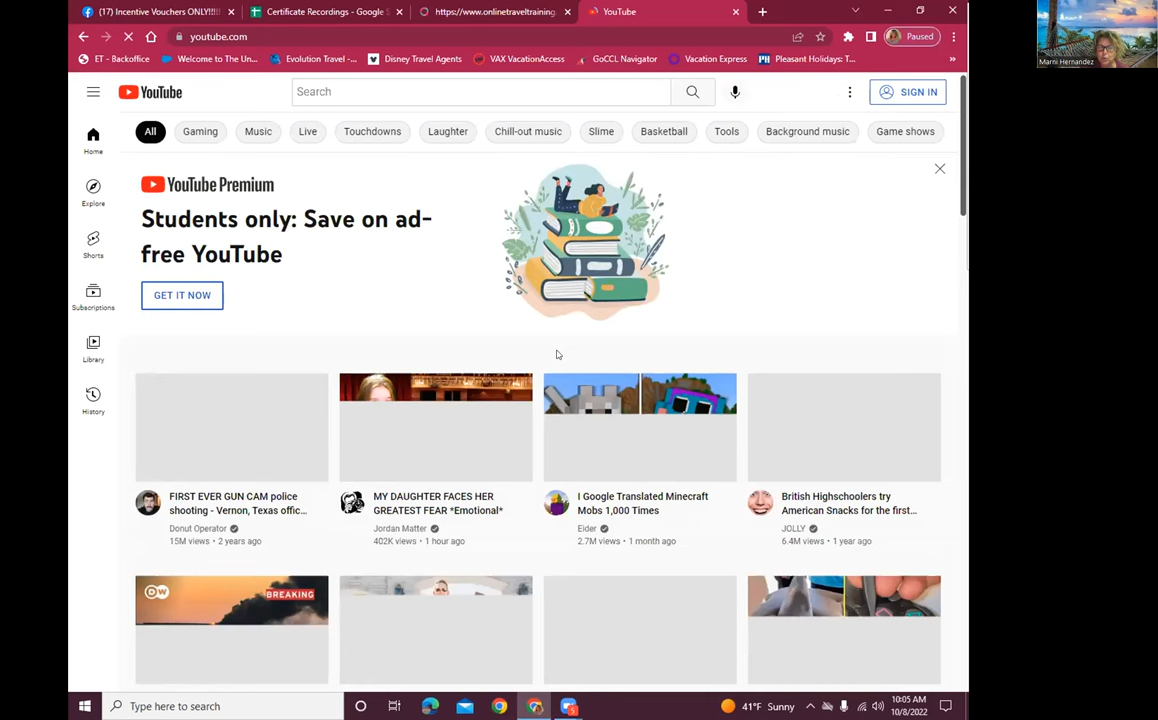 (17) Incentive Vouchers ONLY!!!!
Certificate Recordings - Google S
https://www.onlinetraveltraining.
YouTube
youtube.com
Paused
ET - Backoffice
Welcome to The Un...
Evolution Travel -...
Disney Travel Agents
VAX VacationAccess
GoCCL Navigator
Vacation Express
Pleasant Holidays: T...
»
YouTube
Search
SIGN IN
All
Gaming
Music
Live
Touchdowns
Laughter
Chill-out music
Slime
Basketball
Tools
Background music
Game shows
Home
Explore
Shorts
Subscriptions
Library
History
YouTube Premium
Students only: Save on ad-
free YouTube
GET IT NOW
FIRST EVER GUN CAM police
shooting - Vernon, Texas offic...
Donut Operator
15M views • 2 years ago
MY DAUGHTER FACES HER
GREATEST FEAR *Emotional*
Jordan Matter
402K views • 1 hour ago
I Google Translated Minecraft
Mobs 1,000 Times
Eider
2.7M views • 1 month ago
British Highschoolers try
American Snacks for the first...
JOLLY
6.4M views • 1 year ago
DW
BREAKING
Type here to search
41°F Sunny
10:05 AM
10/8/2022
Marni Hernandez